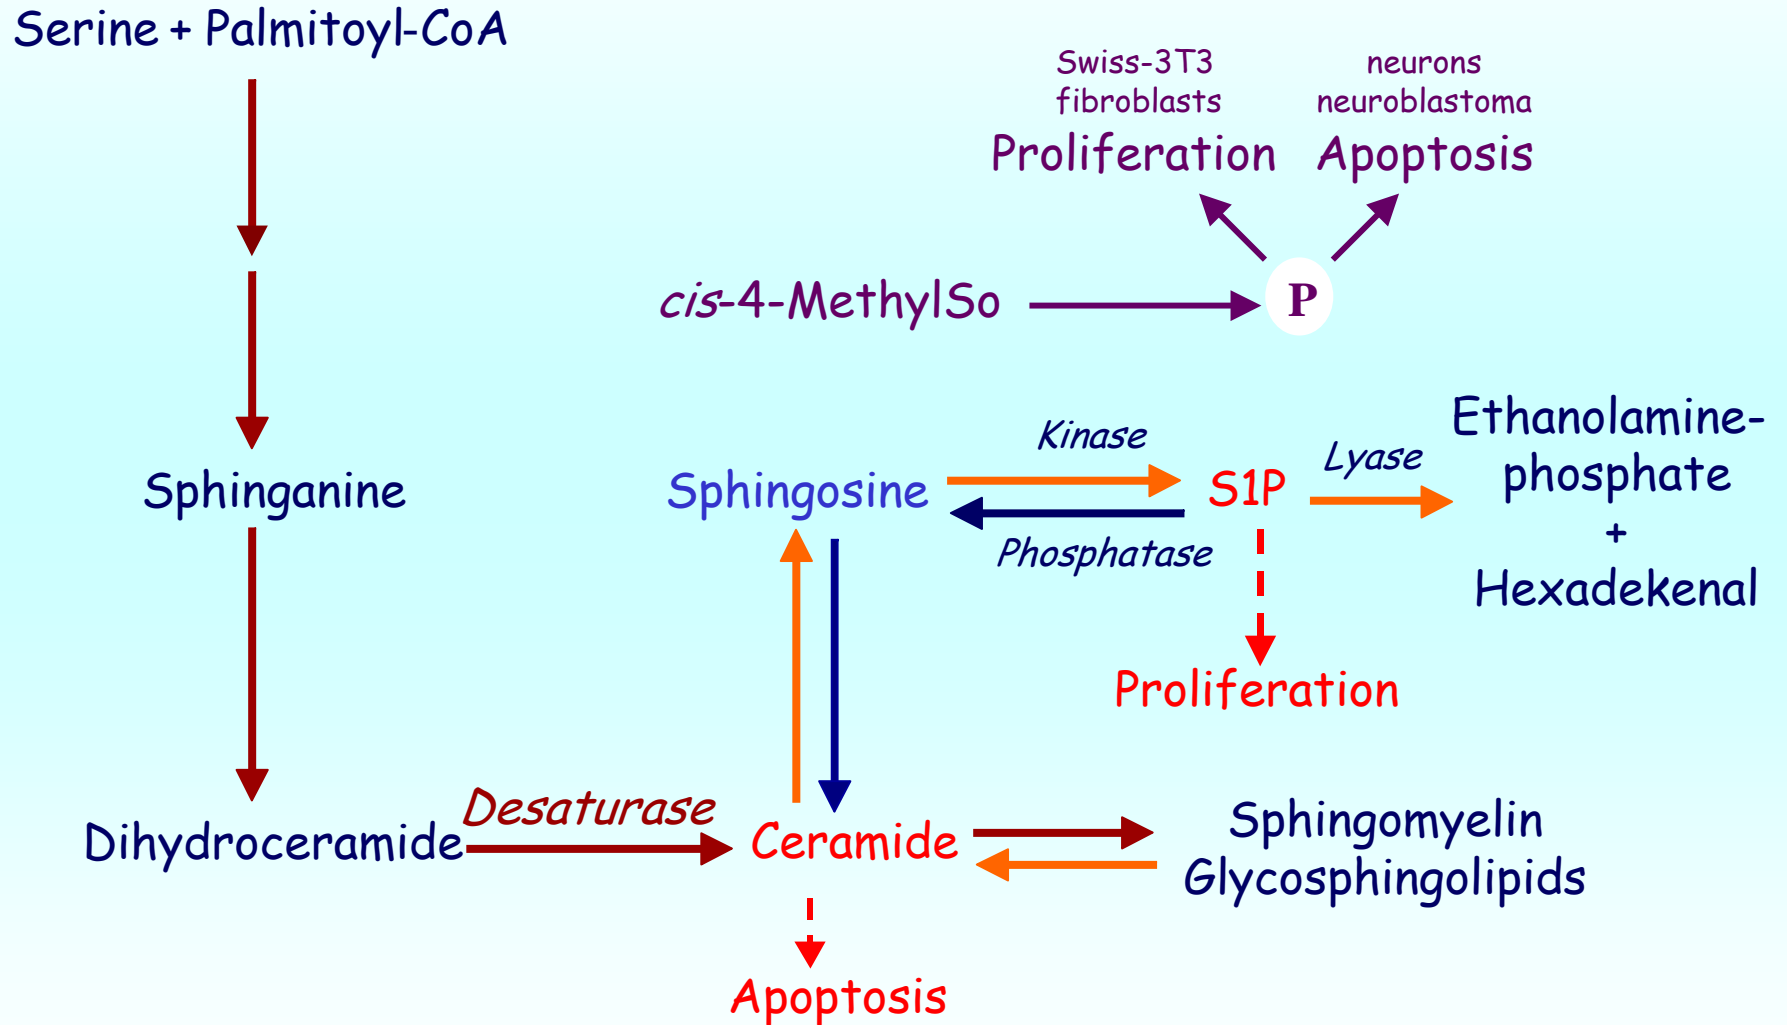 Serine + Palmitoyl-CoA
Swiss-3T3
fibroblasts
Proliferation
neurons
neuroblastoma
Apoptosis
cis-4-MethylSo
P
Sphinganine
Sphingosine
Kinase
Phosphatase
S1P
Lyase
Ethanolamine-
phosphate
+
Hexadekenal
Proliferation
Dihydroceramide
Desaturase
Ceramide
Sphingomyelin
Glycosphingolipids
Apoptosis